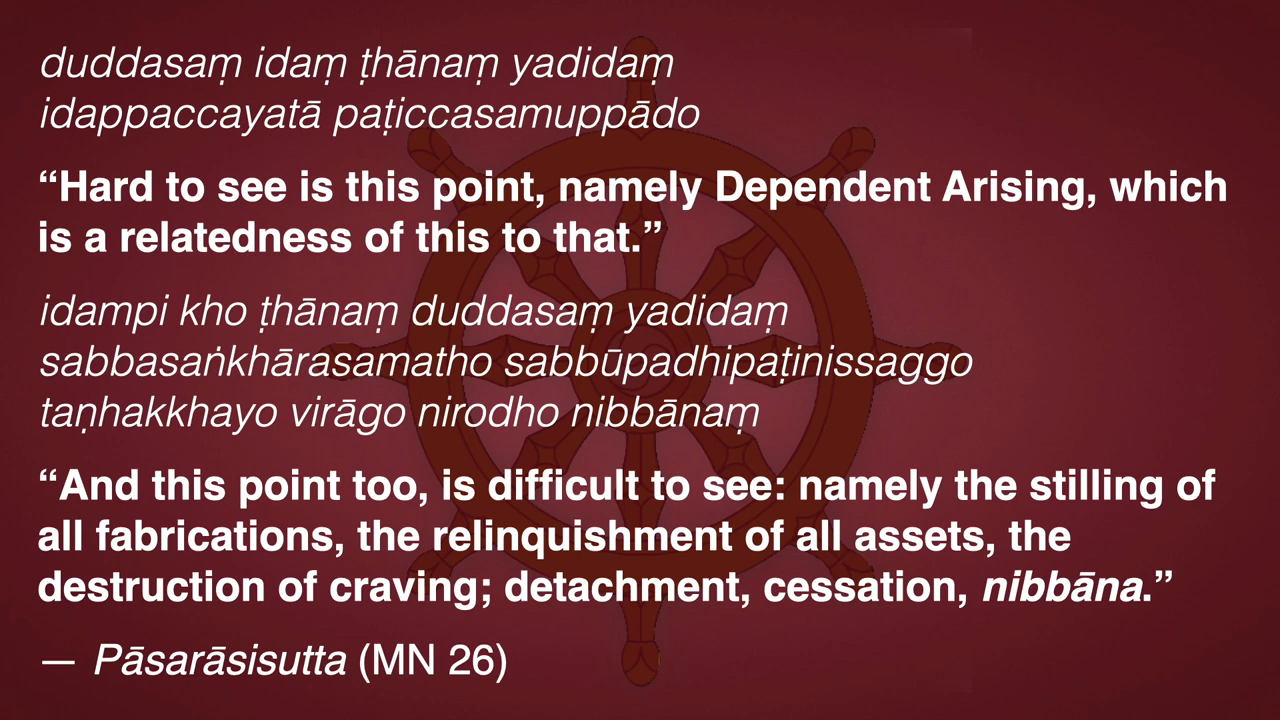 duddasaṃ idaṃ ṭhānaṃ yadidaṃ
idappaccayatā paṭiccasamuppādo
“Hard to see is this point, namely Dependent Arising, which
is a relatedness of this to that.”
idampi kho ṭhānaṃ duddasaṃ yadidaṃ
sabbasaṅkhārasamatho sabbūpadhipaṭinissaggo
taṇhakkhayo virāgo nirodho nibbānaṃ
“And this point too, is difficult to see: namely the stilling of
all fabrications, the relinquishment of all assets, the
destruction of craving; detachment, cessation, nibbāna.”
— Pāsarāsisutta (MN 26)